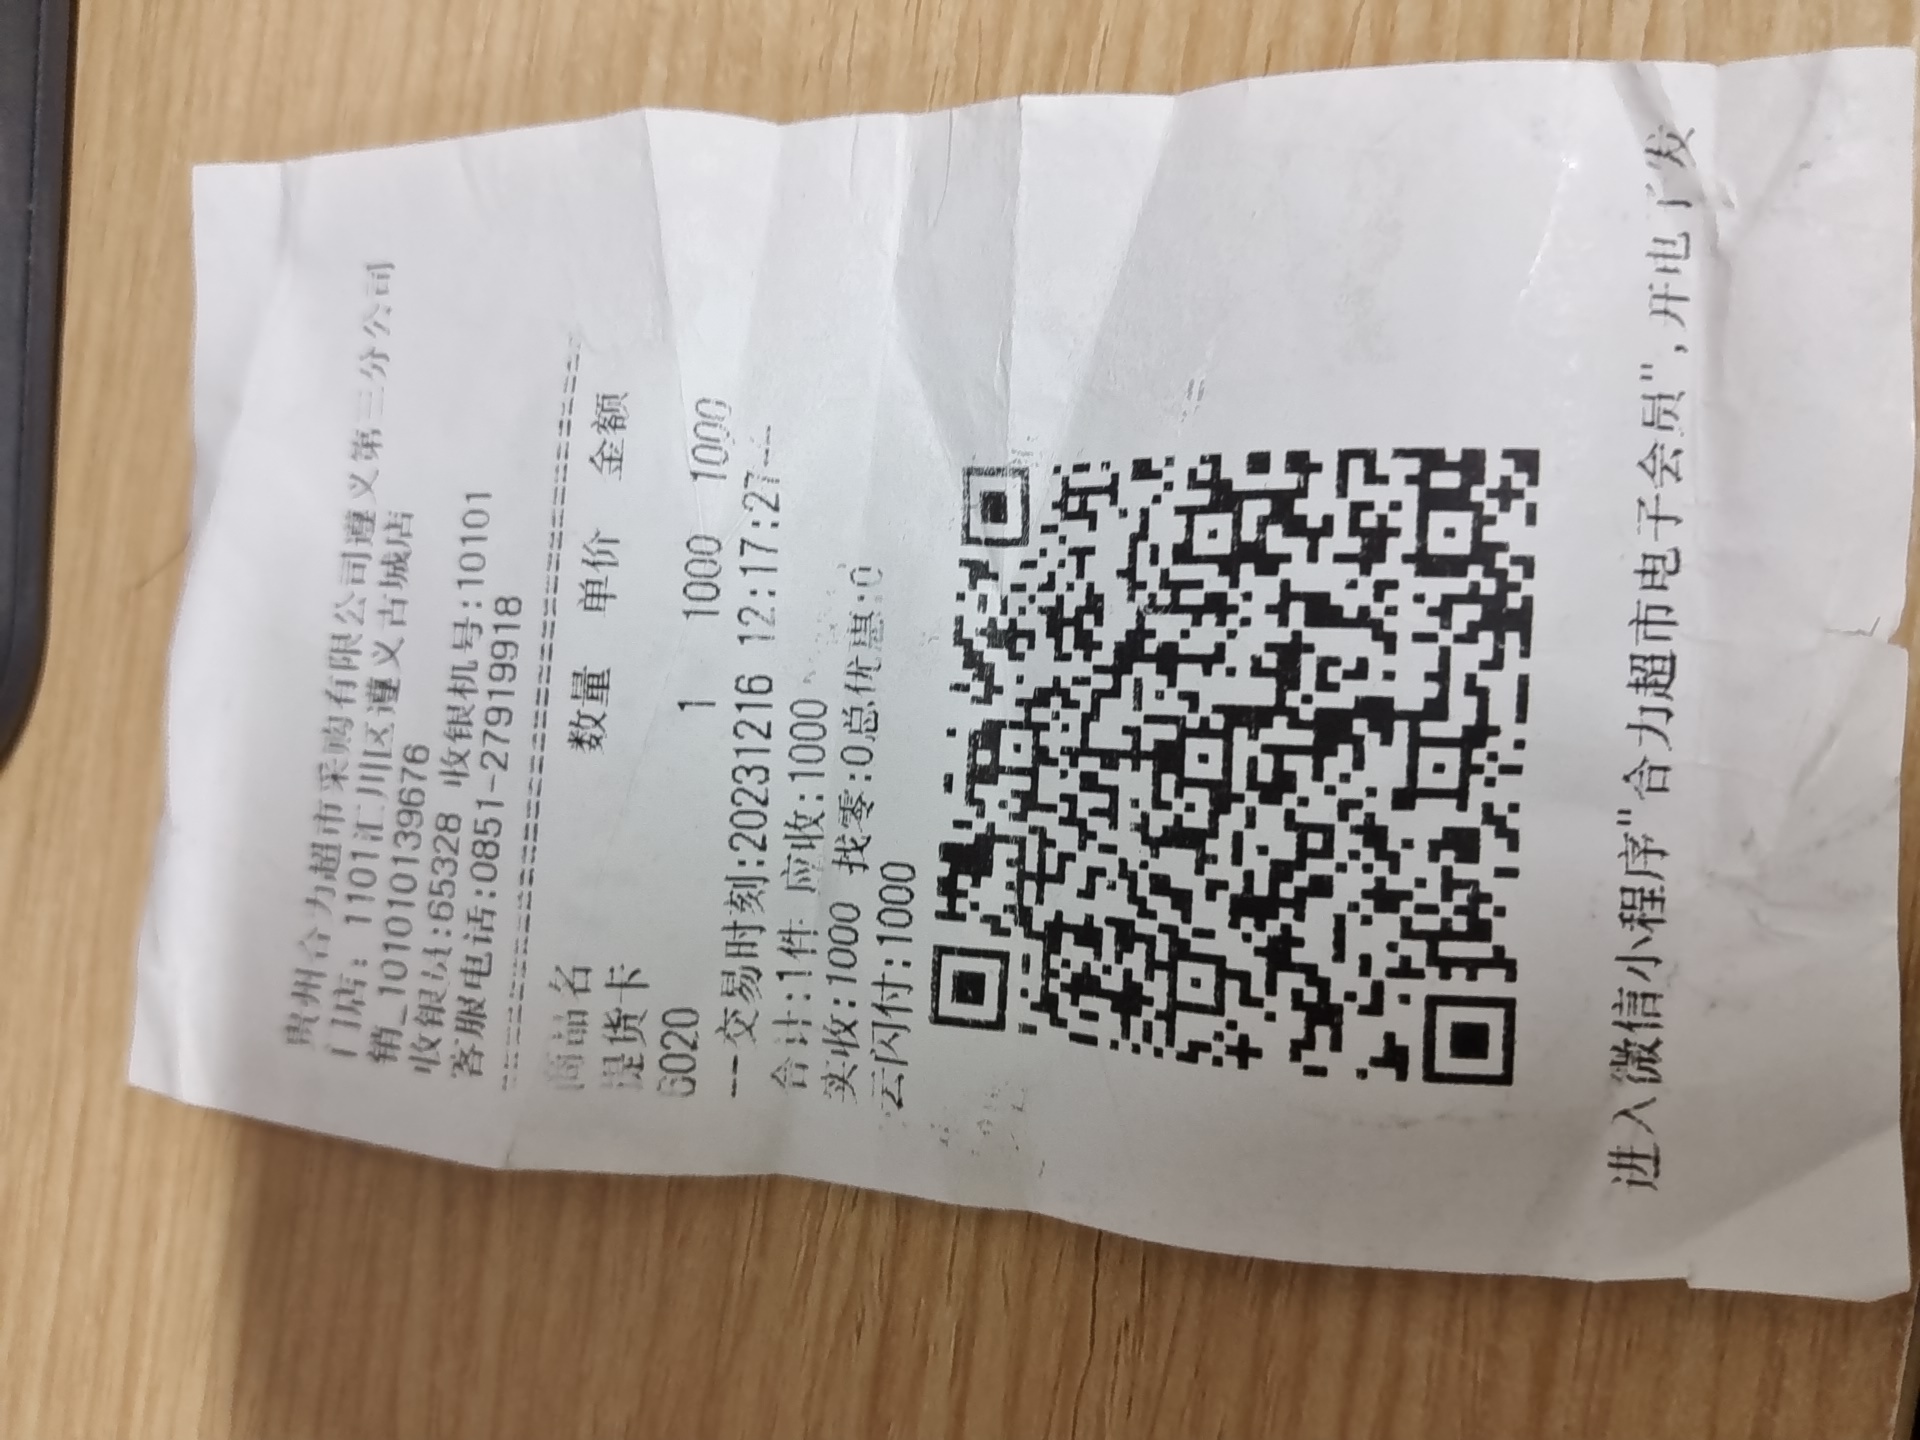 贵州合力超市采购有限公司遵义第三分公司
门店：1101汇川区遵义古城店
销_1010101396​76
收银员:65328 收银机号:10101
客服电话:0851-27919918
商品名 数量 单价 金额
提货卡
6020 1 1000 1000
---交易时刻:20231216 12:17:27---
合计:1件 应收:1000
实收:1000 找零:0总优惠:0
云闪付:1000
进入微信小程序"合力超市电子会员",开电子发